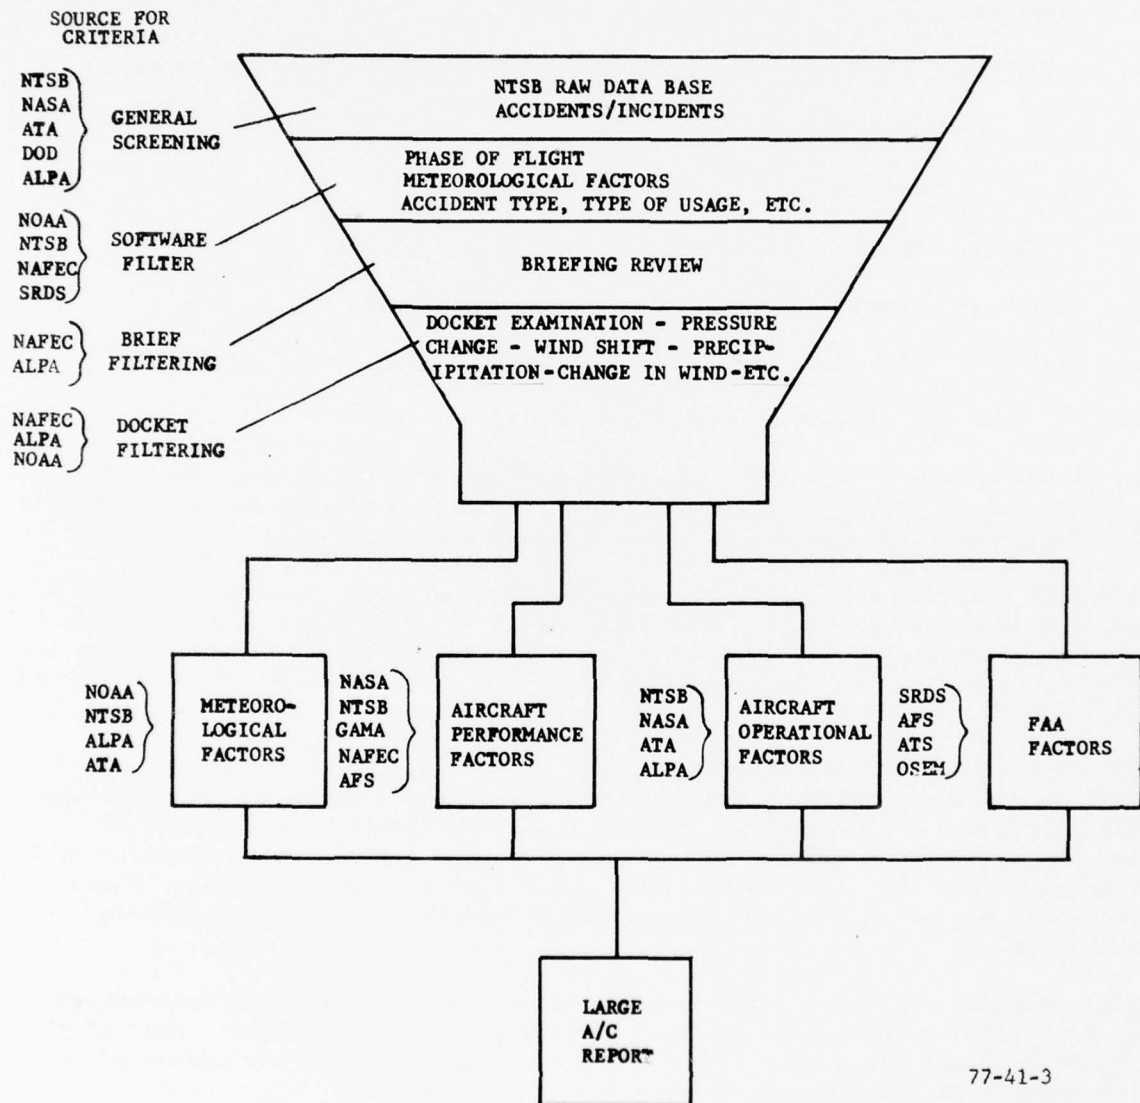 SOURCE FOR
CRITERIA
NTSB
NASA
ATA
DOD
ALPA
GENERAL
SCREENING
NTSB RAW DATA BASE
ACCIDENTS/INCIDENTS
NOAA
NTSB
NAFEC
SRDS
SOFTWARE
FILTER
PHASE OF FLIGHT
METEOROLOGICAL FACTORS
ACCIDENT TYPE, TYPE OF USAGE, ETC.
NAFEC
ALPA
BRIEF
FILTERING
BRIEFING REVIEW
NAFEC
ALPA
NOAA
DOCKET
FILTERING
DOCKET EXAMINATION - PRESSURE
CHANGE - WIND SHIFT - PRECIP-
IPITATION-CHANGE IN WIND-ETC.
NOAA
NTSB
ALPA
ATA
METEORO-
LOGICAL
FACTORS
NASA
NTSB
GAMA
NAFEC
AFS
AIRCRAFT
PERFORMANCE
FACTORS
NTSB
NASA
ATA
ALPA
AIRCRAFT
OPERATIONAL
FACTORS
SRDS
AFS
ATS
OSEM
FAA
FACTORS
LARGE
A/C
REPORT
77-41-3